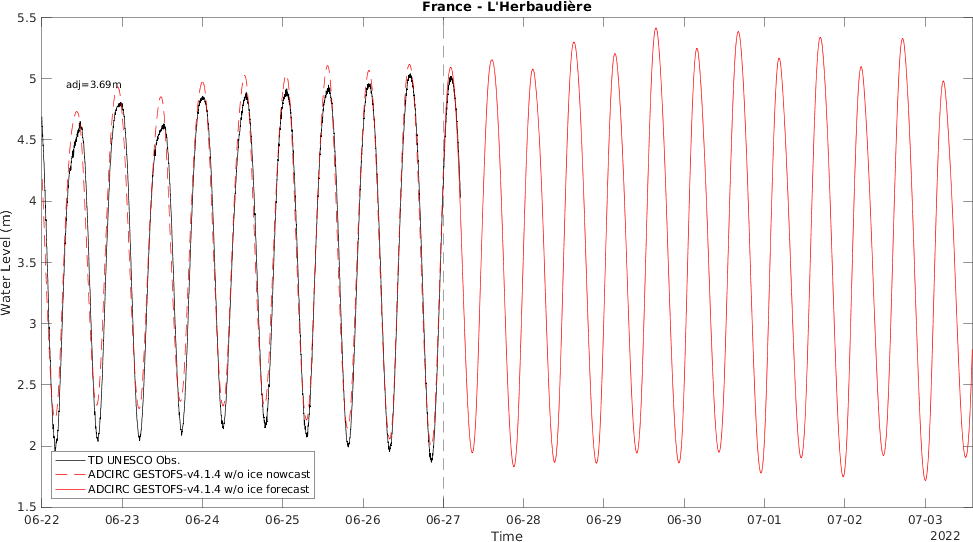 France - L'Herbaudière
5.5
5
4.5
4
3.5
3
2.5
2
1.5
Water Level (m)
adj=3.69m
TD UNESCO Obs.
ADCIRC GESTOFS-v4.1.4 w/o ice nowcast
ADCIRC GESTOFS-v4.1.4 w/o ice forecast
06-22 06-23 06-24 06-25 06-26 06-27 06-28 06-29 06-30 07-01 07-02 07-03
Time
2022